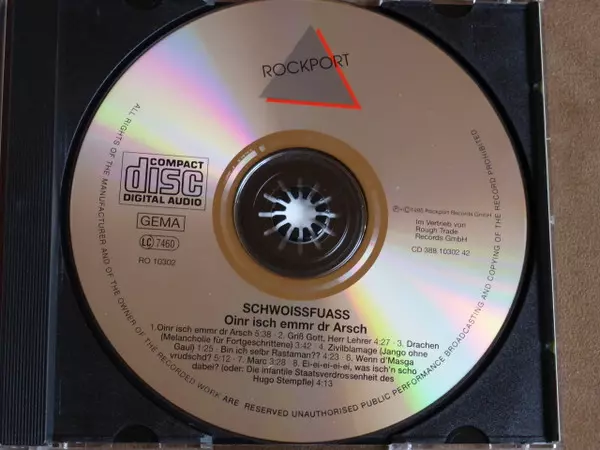 ROCKPORT
COMPACT
disc
DIGITAL AUDIO
GEMA
LC 7460
RO 10302
Ⓟ+©1986 Rockport Records GmbH
Im Vertrieb von
Rough Trade
Records GmbH
CD 388 10302 42
SCHWOISSFUASS
Oinr isch emmr dr Arsch
1. Oinr isch emmr dr Arsch 5:38 · 2. Griß Gott, Herr Lehrer 4:27 · 3. Drachen
(Melancholie für Fortgeschrittene) 3:42 · 4. Zivilblamage (Jango ohne
Gaul) 1:25 · Bin ich selbr Rastaman?? 4:23 · 6. Wenn d'Masga
vrudschd? 5:12 · 7. Marc 3:28 · 8. Ei-ei-ei-ei-ei, was isch'n scho
dabei? (oder: Die infantile Staatsverdrossenheit des
Hugo Stempfle) 4:13
ALL RIGHTS OF THE MANUFACTURER AND OF THE OWNER OF THE RECORDED WORK ARE RESERVED UNAUTHORISED PUBLIC PERFORMANCE BROADCASTING AND COPYING OF THE RECORD PROHIBITED